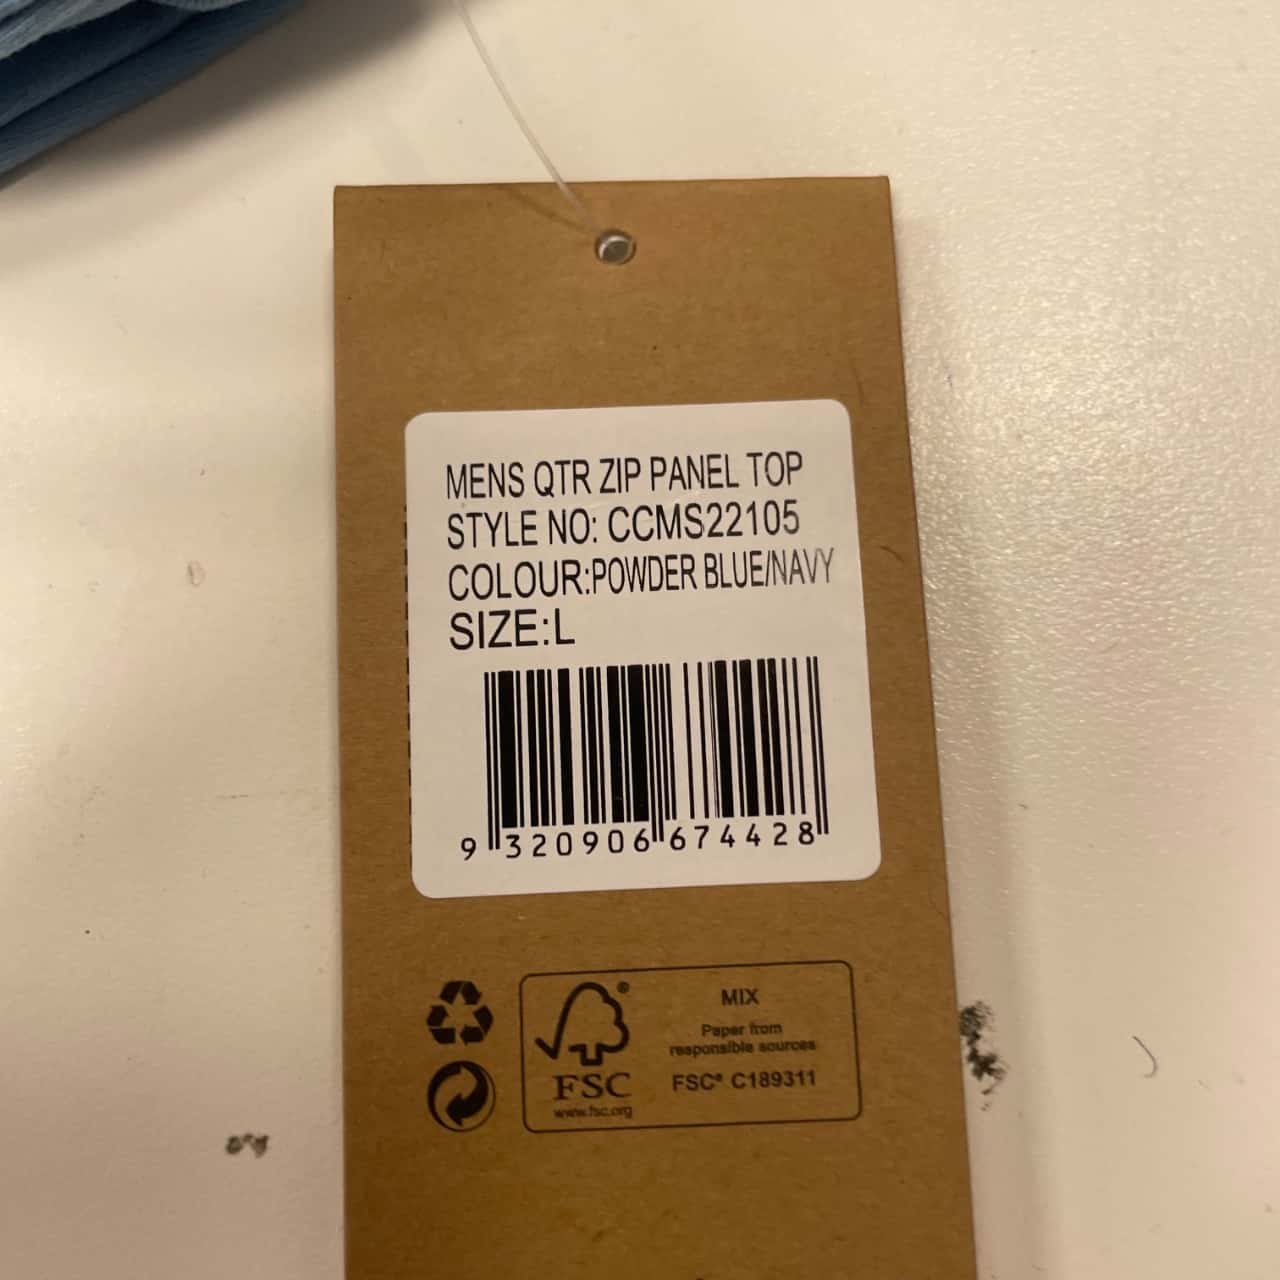 MENS QTR ZIP PANEL TOP
STYLE NO: CCMS22105
COLOUR:POWDER BLUE/NAVY
SIZE:L
9 320906 674428
®
FSC
www.fsc.org
MIX
Paper from
responsible sources
FSC® C189311